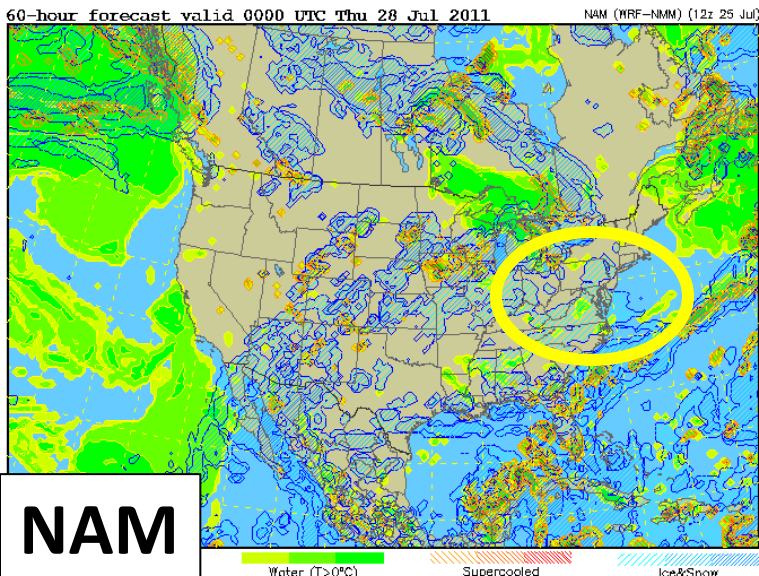 60-hour forecast valid 0000 UTC Thu 28 Jul 2011 NAM (WRF-NMM) (12z 25 Jul)
NAM
Water (T>0°C) Supercooled Ice&Snow